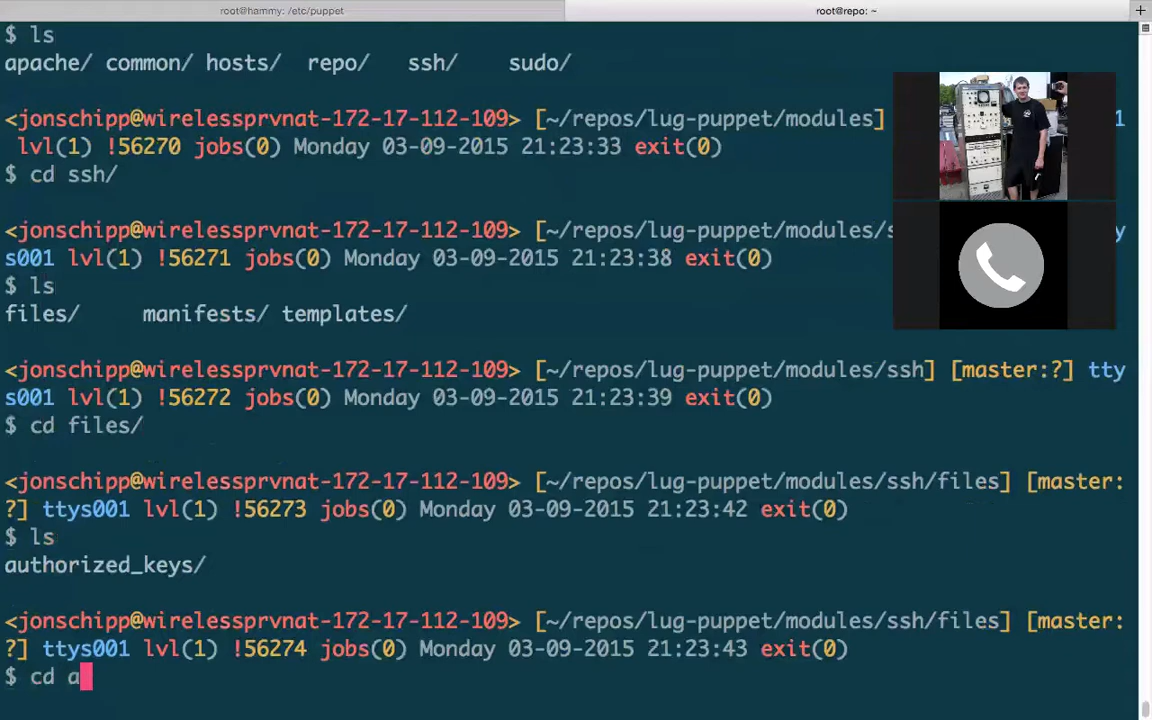 root@hammy: /etc/puppet
root@repo: ~
$ ls
apache/ common/ hosts/ repo/ ssh/ sudo/
<jonschipp@wirelessprvnat-172-17-112-109> [~/repos/lug-puppet/modules] 1
lvl(1) !56270 jobs(0) Monday 03-09-2015 21:23:33 exit(0)
$ cd ssh/
<jonschipp@wirelessprvnat-172-17-112-109> [~/repos/lug-puppet/modules/s y
s001 lvl(1) !56271 jobs(0) Monday 03-09-2015 21:23:38 exit(0)
$ ls
files/ manifests/ templates/
<jonschipp@wirelessprvnat-172-17-112-109> [~/repos/lug-puppet/modules/ssh] [master:?] tty
s001 lvl(1) !56272 jobs(0) Monday 03-09-2015 21:23:39 exit(0)
$ cd files/
<jonschipp@wirelessprvnat-172-17-112-109> [~/repos/lug-puppet/modules/ssh/files] [master:
?] ttys001 lvl(1) !56273 jobs(0) Monday 03-09-2015 21:23:42 exit(0)
$ ls
authorized_keys/
<jonschipp@wirelessprvnat-172-17-112-109> [~/repos/lug-puppet/modules/ssh/files] [master:
?] ttys001 lvl(1) !56274 jobs(0) Monday 03-09-2015 21:23:43 exit(0)
$ cd a